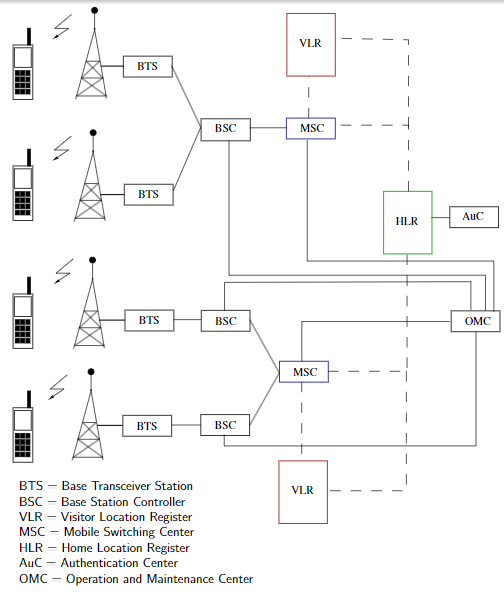 VLR
BTS
BSC
MSC
BTS
HLR
AuC
BTS
BSC
OMC
MSC
BTS
BSC
VLR
BTS – Base Transceiver Station
BSC – Base Station Controller
VLR – Visitor Location Register
MSC – Mobile Switching Center
HLR – Home Location Register
AuC – Authentication Center
OMC – Operation and Maintenance Center